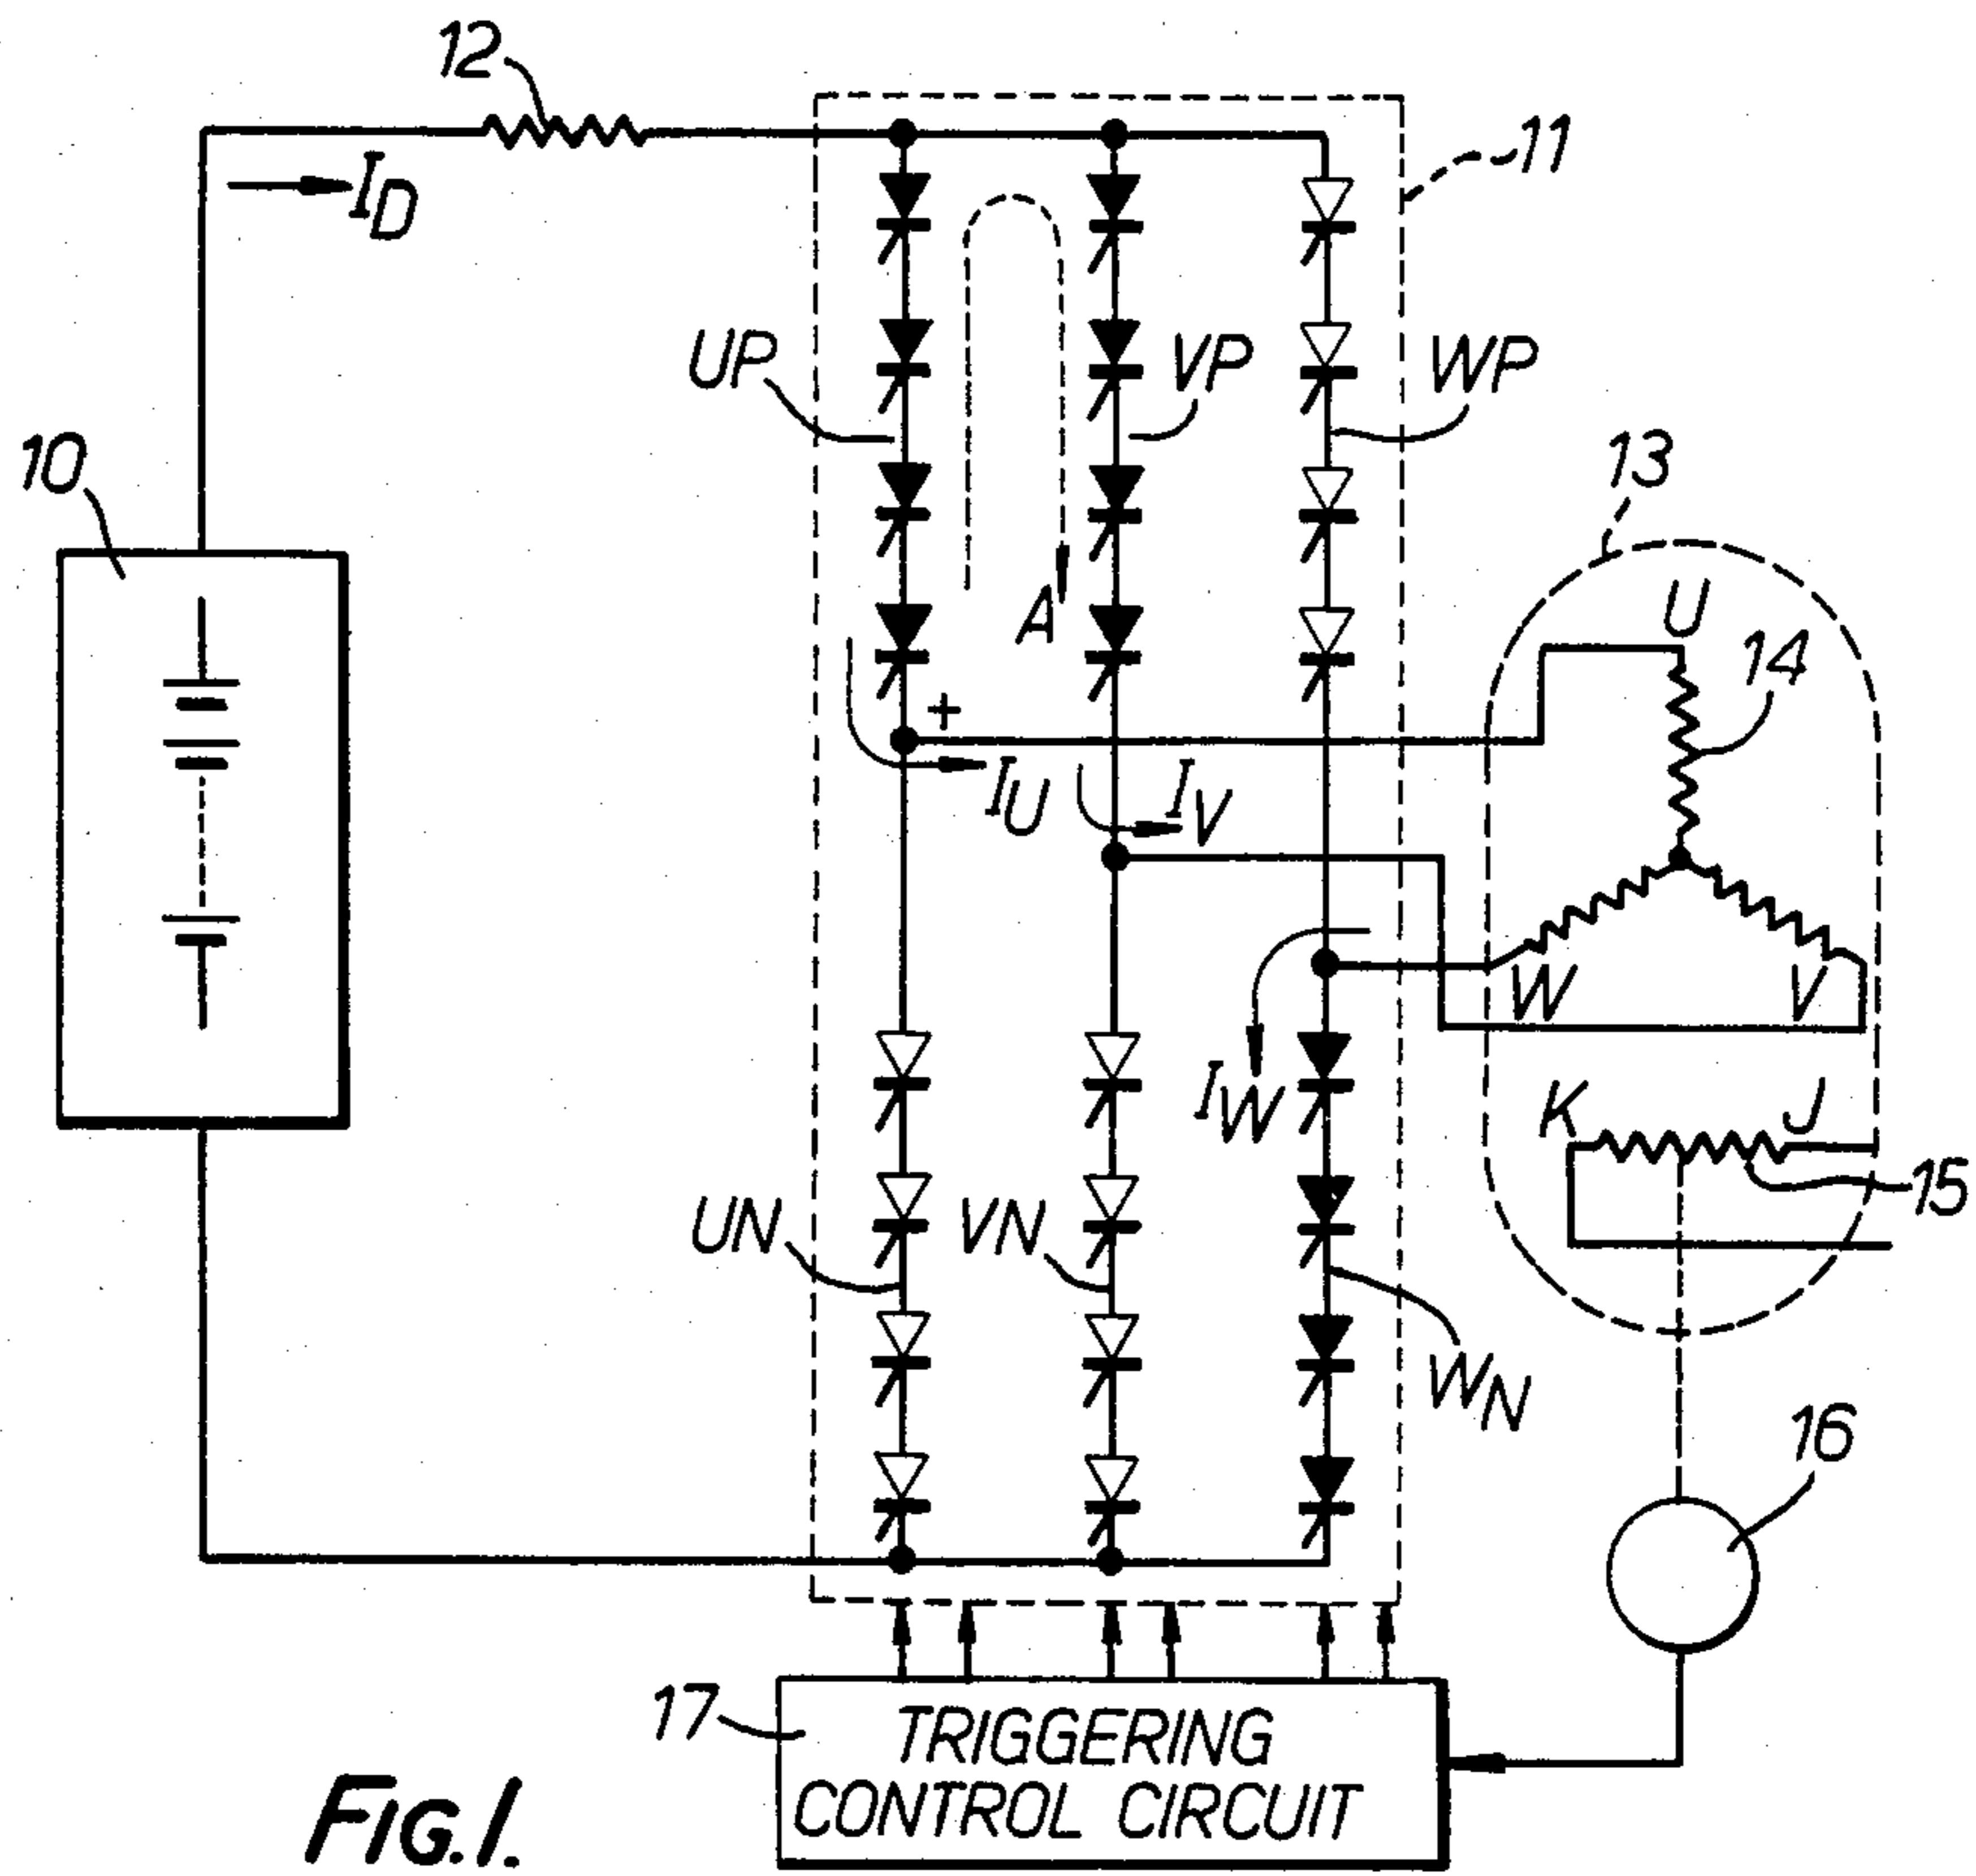 12
11
I_D
UP
VP
WP
10
13
A
U
14
+
I_U
I_V
W
V
I_W
K
J
15
UN
VN
W_N
16
17
TRIGGERING
CONTROL CIRCUIT
FIG. 1.